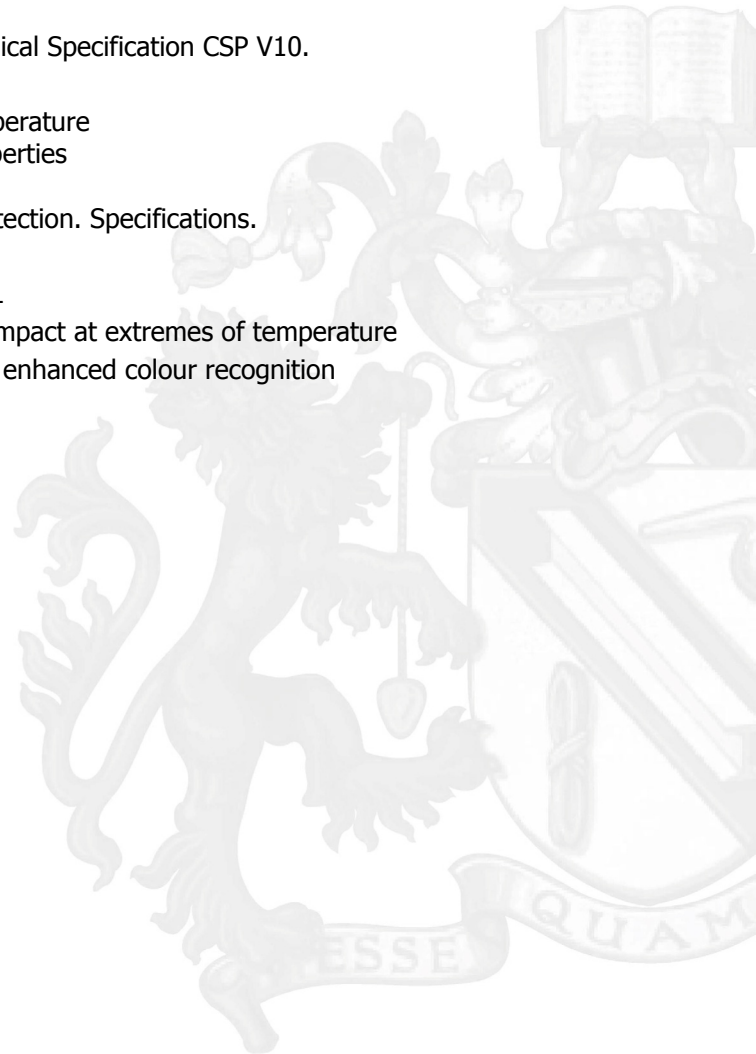 ical Specification CSP V10.
perature
perties
tection. Specifications.
mpact at extremes of temperature
enhanced colour recognition
ESSE
QUAM